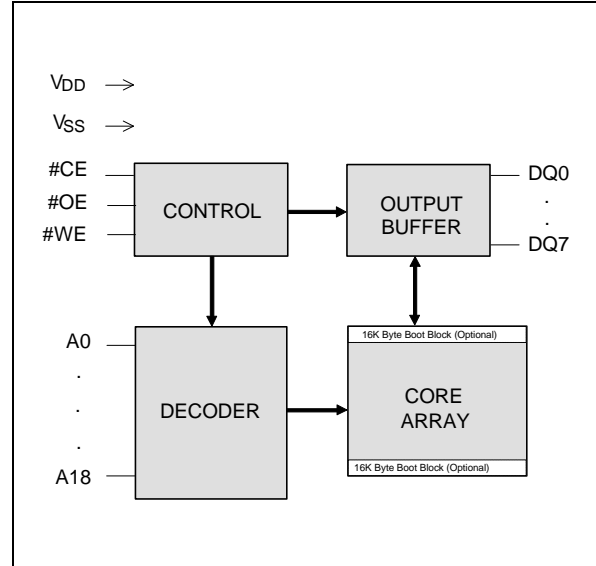 VDD
VSS
#CE
#OE
#WE
CONTROL
OUTPUT
BUFFER
DQ0
.
.
DQ7
A0
.
.
.
A18
DECODER
16K Byte Boot Block (Optional)
CORE
ARRAY
16K Byte Boot Block (Optional)